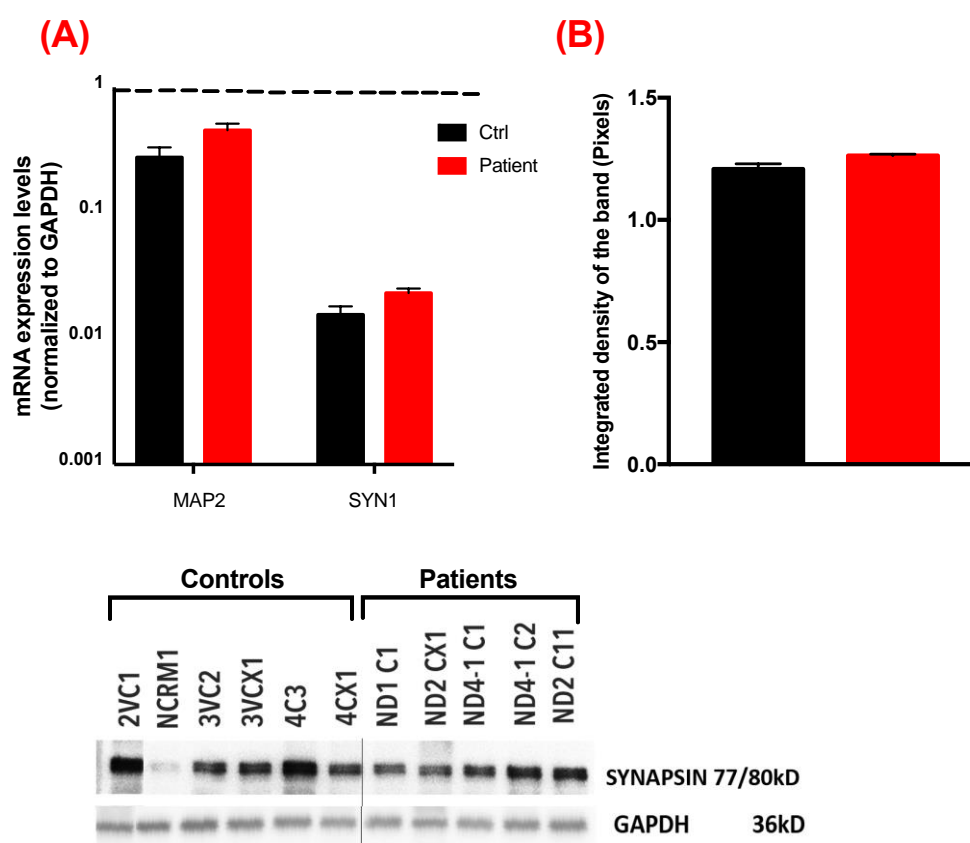 (A)
(B)
mRNA expression levels
(normalized to GAPDH)
1
0.1
0.01
0.001
Ctrl
Patient
MAP2
SYN1
Integrated density of the band (Pixels)
1.5
1.0
0.5
0.0
Controls
Patients
2VC1
NCRM1
3VC2
3VCX1
4C3
4CX1
ND1 C1
ND2 CX1
ND4-1 C1
ND4-1 C2
ND2 C11
SYNAPSIN 77/80kD
GAPDH 36kD